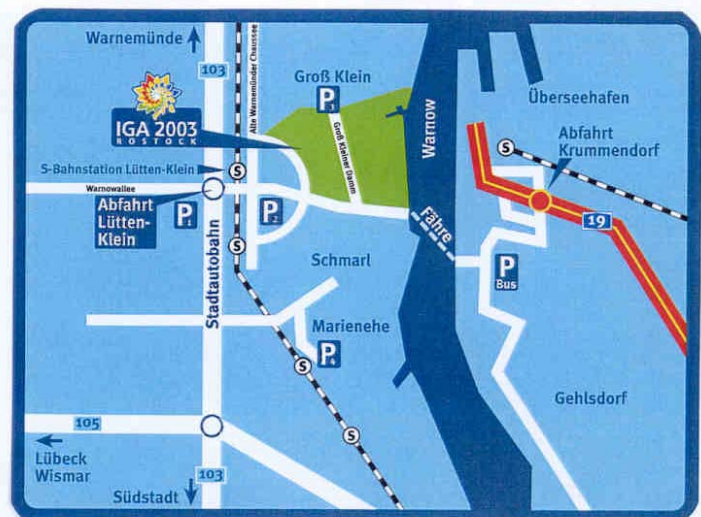 Warnemünde
103
Alte Warnemünder Chaussee
Groß Klein
P3
Groß Kleiner Damm
IGA 2003
ROSTOCK
S-Bahnstation Lütten-Klein
S
Warnowallee
Abfahrt
Lütten-
Klein
P1
P2
S
Stadtautobahn
Schmarl
Marienehe
P4
S
S
105
Lübeck
Wismar
103
Südstadt
Warnow
Fähre
Überseehafen
S
Abfahrt
Krummendorf
19
P
Bus
Gehlsdorf